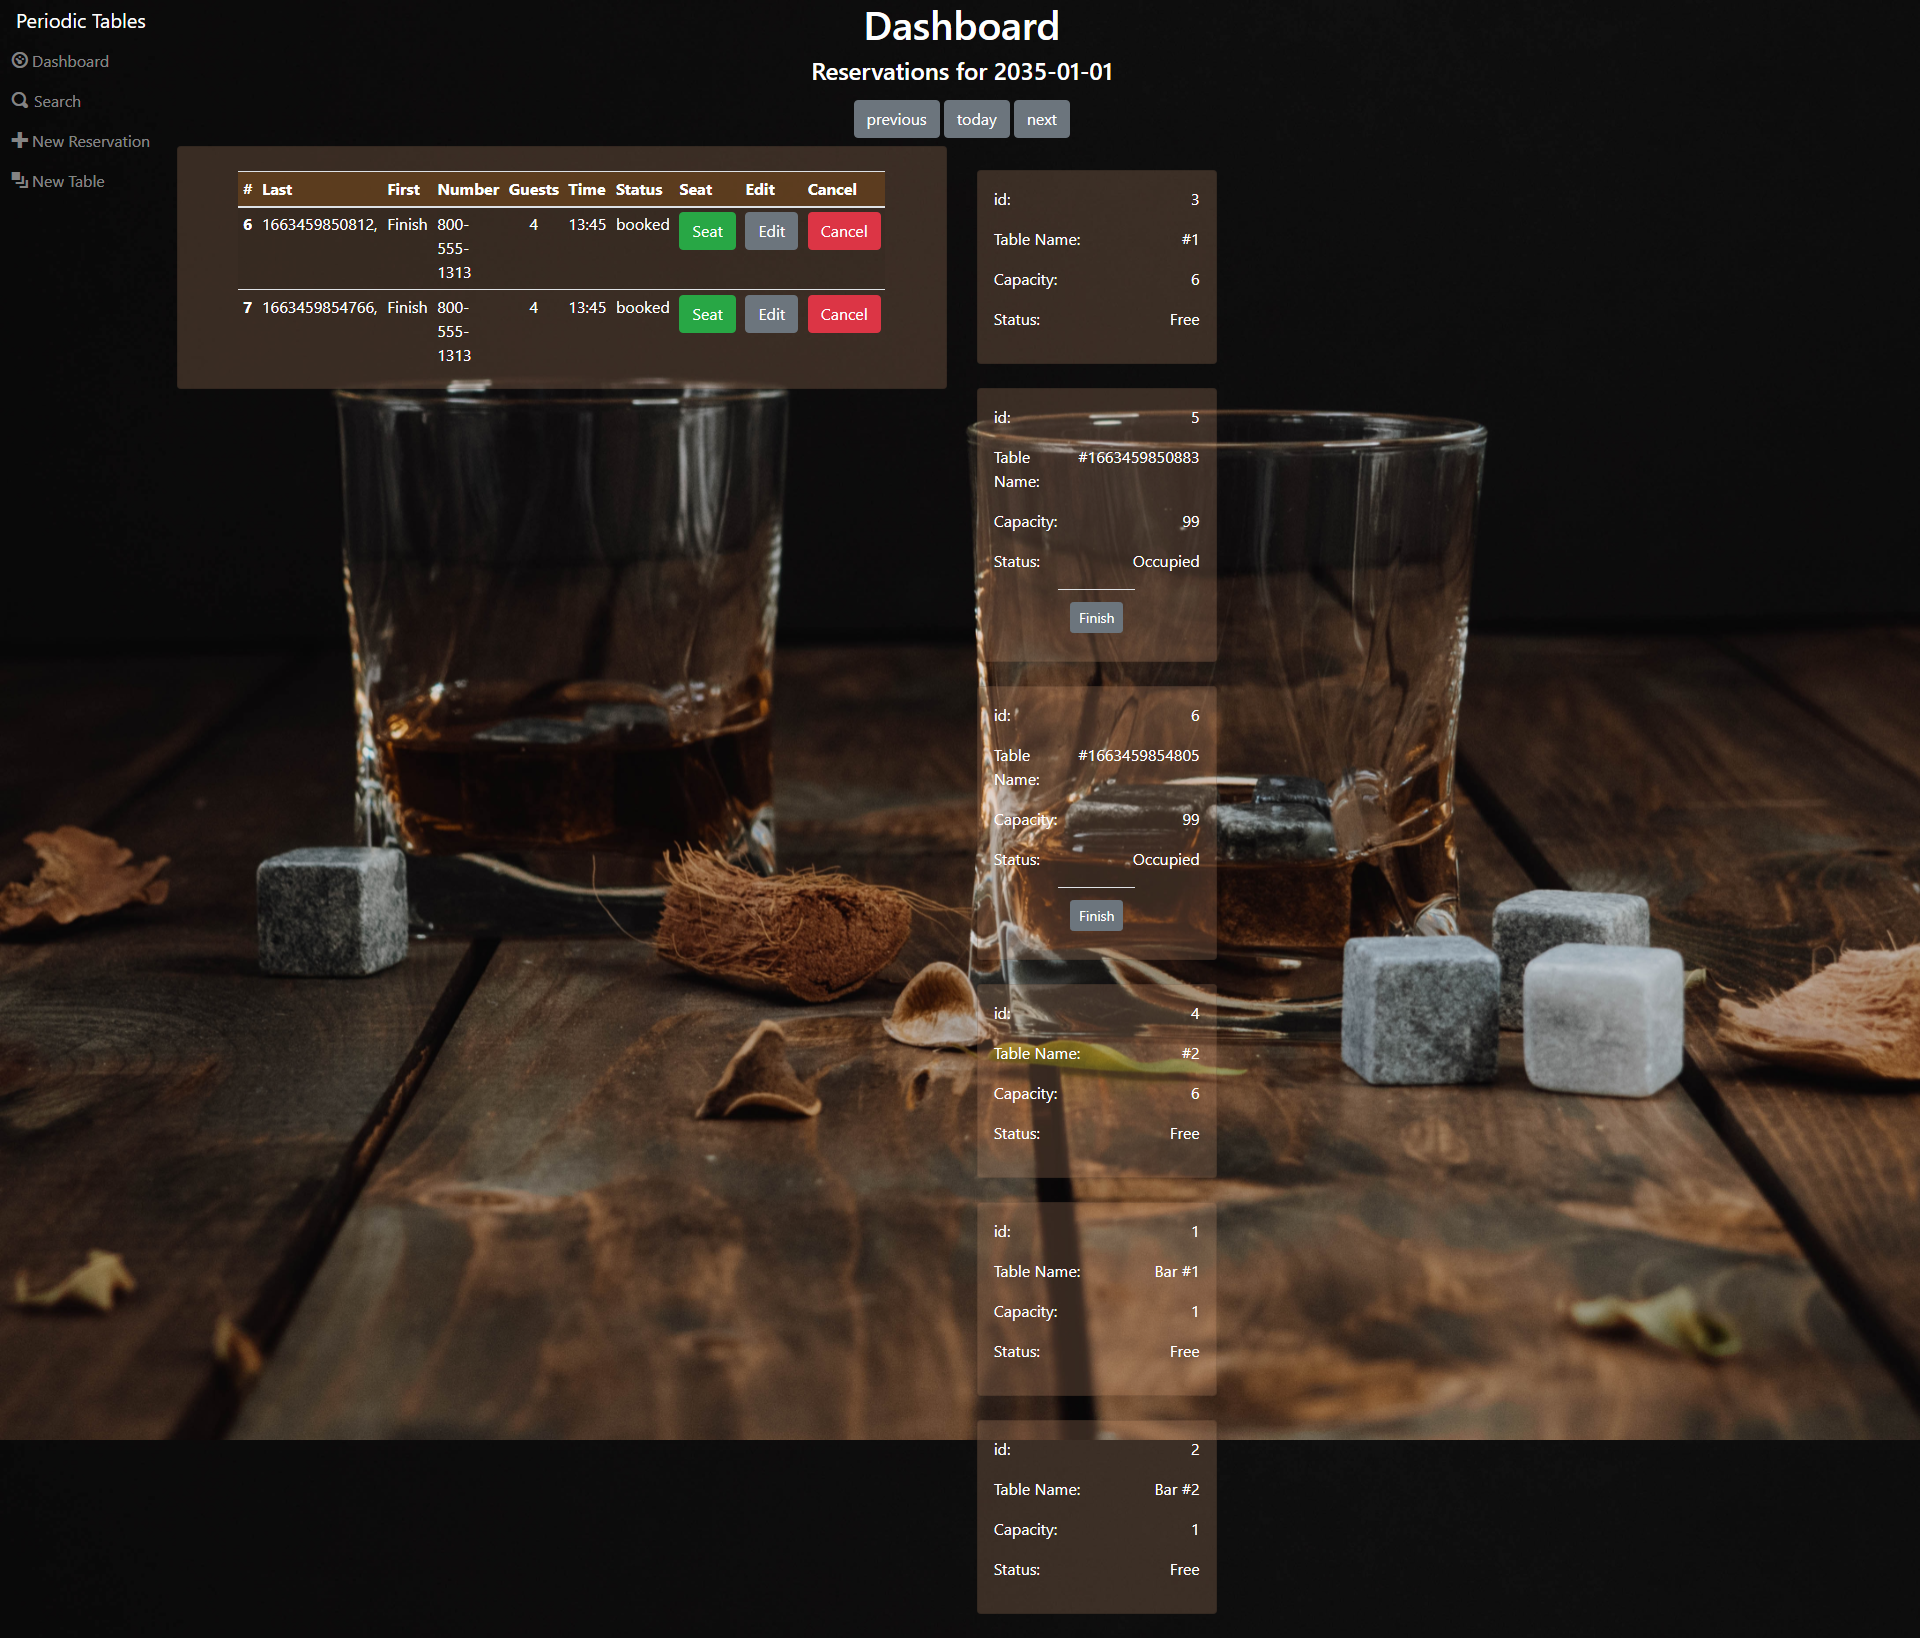 Periodic Tables
Dashboard
Search
New Reservation
New Table
Dashboard
Reservations for 2035-01-01
previous today next
# Last First Number Guests Time Status Seat Edit Cancel
6 1663459850812, Finish 800- 4 13:45 booked Seat Edit Cancel
555-
1313
7 1663459854766, Finish 800- 4 13:45 booked Seat Edit Cancel
555-
1313
id: 3
Table Name: #1
Capacity: 6
Status: Free
id: 5
Table #1663459850883
Name:
Capacity: 99
Status: Occupied
Finish
id: 6
Table #1663459854805
Name:
Capacity: 99
Status: Occupied
Finish
id: 4
Table Name: #2
Capacity: 6
Status: Free
id: 1
Table Name: Bar #1
Capacity: 1
Status: Free
id: 2
Table Name: Bar #2
Capacity: 1
Status: Free